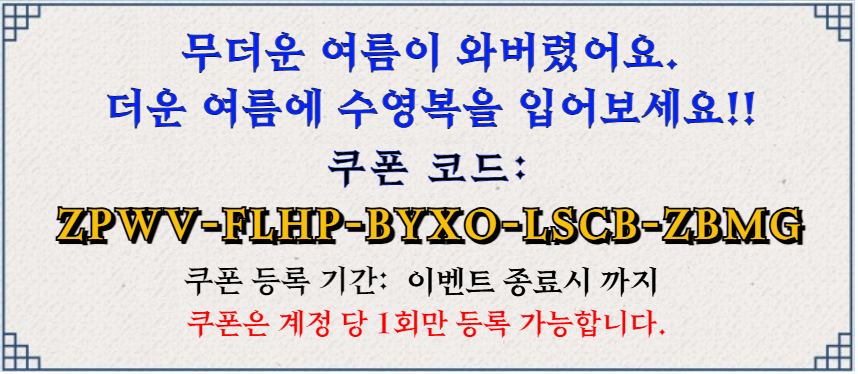 무더운 여름이 와버렸어요.
더운 여름에 수영복을 입어보세요!!
쿠폰 코드:
ZPWV-FLHP-BYXO-LSCB-ZBMG
쿠폰 등록 기간: 이벤트 종료시 까지
쿠폰은 계정 당 1회만 등록 가능합니다.